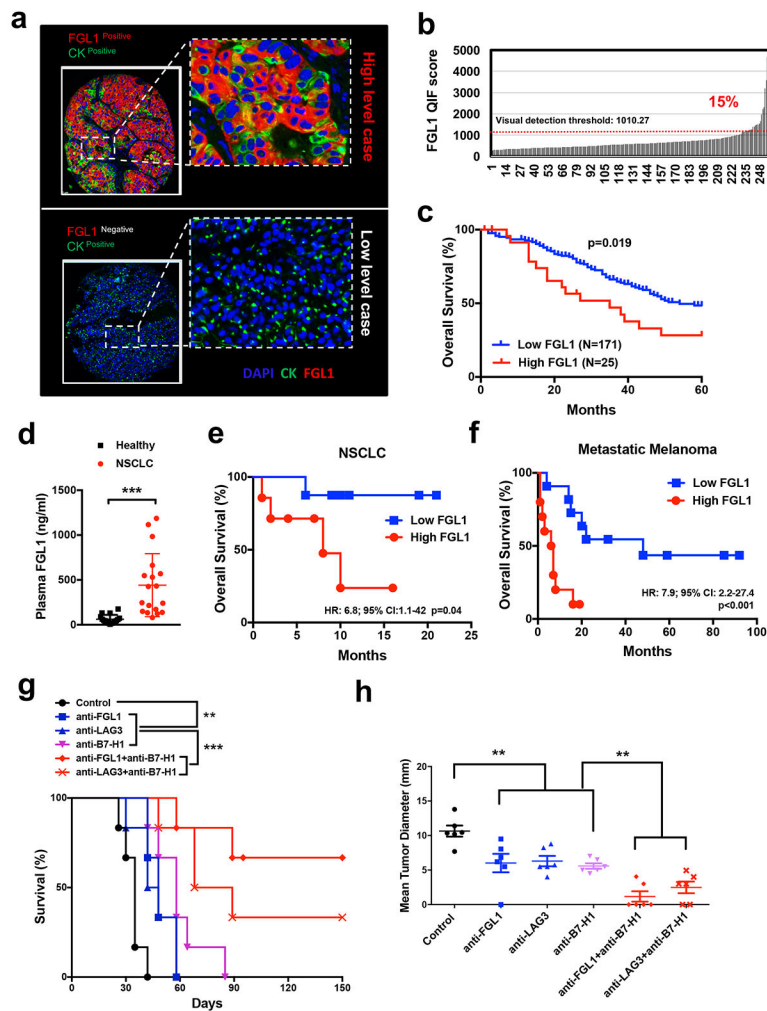 a
FGL1 Positive
CK Positive
High level case
FGL1 Negative
CK Positive
Low level case
DAPI CK FGL1
b
FGL1 QIF score
5000
4000
3000
2000
1000
0
15%
Visual detection threshold: 1010.27
1 14 27 40 53 66 79 92 105 118 131 144 157 170 183 196 209 222 235 248
c
Overall Survival (%)
100
50
0
p=0.019
Low FGL1 (N=171)
High FGL1 (N=25)
0 20 40 60
Months
d
Healthy
NSCLC
Plasma FGL1 (ng/ml)
1500
1000
500
0
***
e
NSCLC
Overall Survival (%)
100
50
0
Low FGL1
High FGL1
HR: 6.8; 95% CI:1.1-42 p=0.04
0 5 10 15 20 25
Months
f
Metastatic Melanoma
Overall Survival (%)
100
50
0
Low FGL1
High FGL1
HR: 7.9; 95% CI: 2.2-27.4
p<0.001
0 20 40 60 80 100
Months
g
Control
anti-FGL1
anti-LAG3
anti-B7-H1
anti-FGL1+anti-B7-H1
anti-LAG3+anti-B7-H1
**
***
Survival (%)
100
50
0
0 30 60 90 120 150
Days
h
Mean Tumor Diameter (mm)
20
15
10
5
0
**
**
Control
anti-FGL1
anti-LAG3
anti-B7-H1
anti-FGL1+anti-B7-H1
anti-LAG3+anti-B7-H1